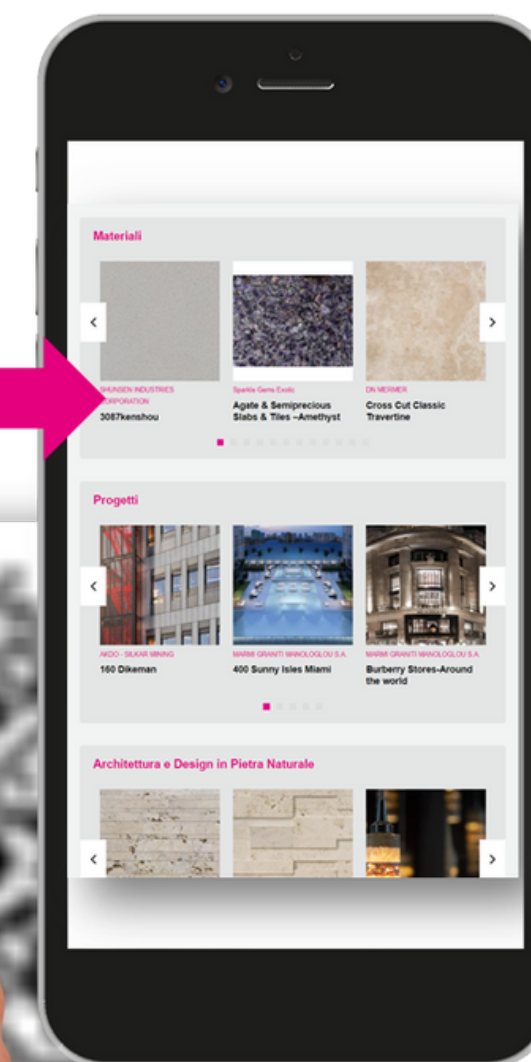 Materiali
SHUNSEN INDUSTRIES
CORPORATION
3087kenshou
Sparkle Gems Exotic
Agate & Semiprecious
Slabs & Tiles –Amethyst
DN MERMER
Cross Cut Classic
Travertine
Progetti
AKDO - SILKAR MINING
160 Dikeman
MARMI GRANITI MANOLOGLOU S.A.
400 Sunny Isles Miami
MARMI GRANITI MANOLOGLOU S.A.
Burberry Stores-Around
the world
Architettura e Design in Pietra Naturale